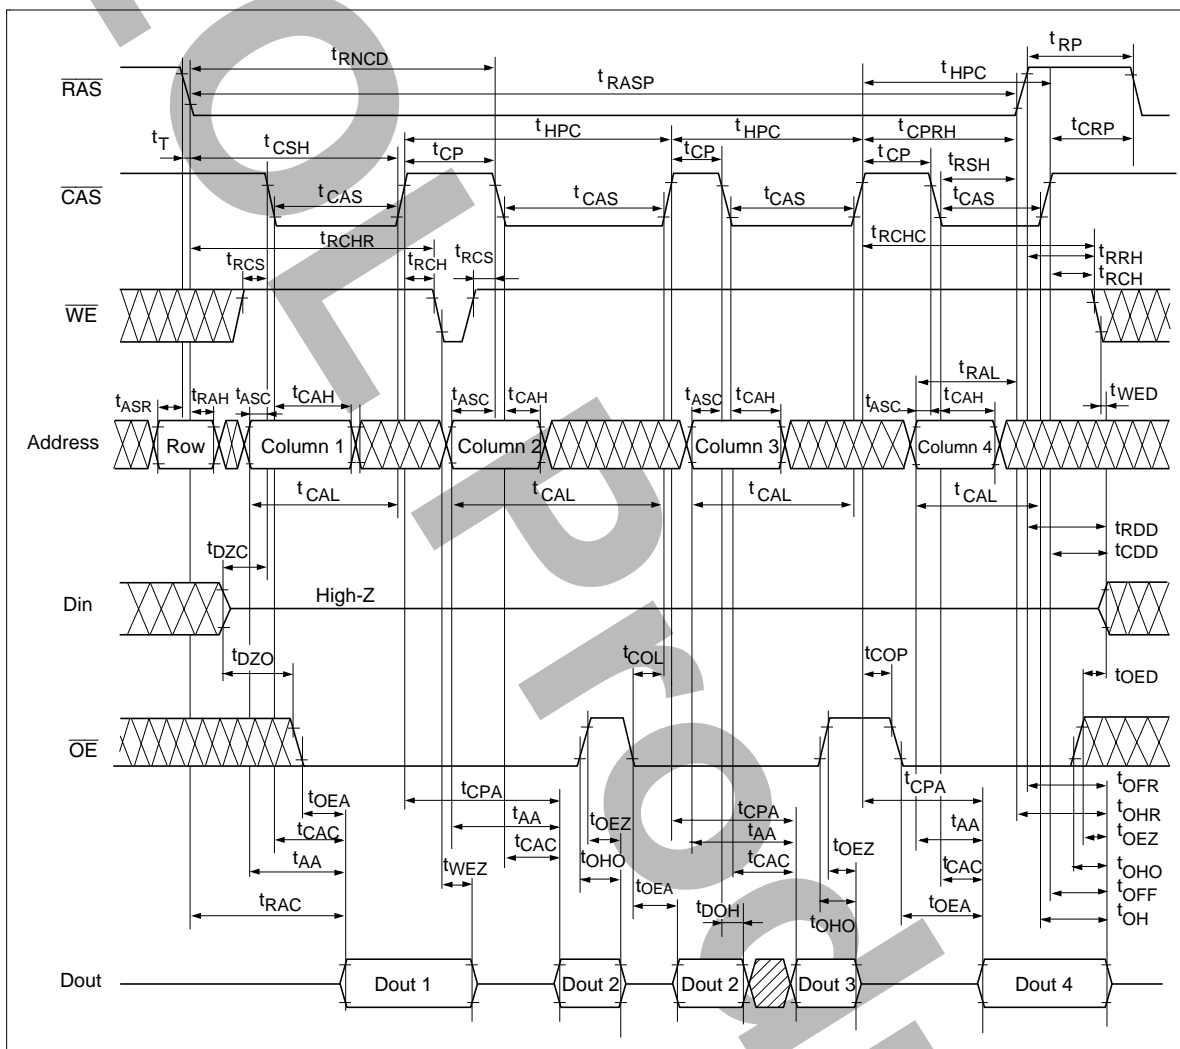 tRP
tRNCD
tHPC
tRASP
RAS
tHPC
tHPC
tCPRH
tCRP
tT
tCSH
tCP
tCP
tCP
tRSH
CAS
tCAS
tCAS
tCAS
tCAS
tRCHR
tRCHC
tRCS
tRCH
tRCS
tRRH
tRCH
WE
tRAL
tASR
tRAH
tASC
tCAH
tASC
tCAH
tASC
tCAH
tASC
tCAH
tWED
Address
Row
Column 1
Column 2
Column 3
Column 4
tCAL
tCAL
tCAL
tCAL
tRDD
tDZC
tCDD
Din
High-Z
tDZO
tCOL
tCOP
tOED
OE
tCPA
tCPA
tOFR
tOEA
tCPA
tOHR
tAA
tOEZ
tAA
tAA
tOEZ
tCAC
tCAC
tOEZ
tCAC
tCAC
tOHO
tAA
tWEZ
tOHO
tOEA
tOFF
tRAC
tDOH
tOHO
tOEA
tOH
Dout
Dout 1
Dout 2
Dout 2
Dout 3
Dout 4
EOL Prod